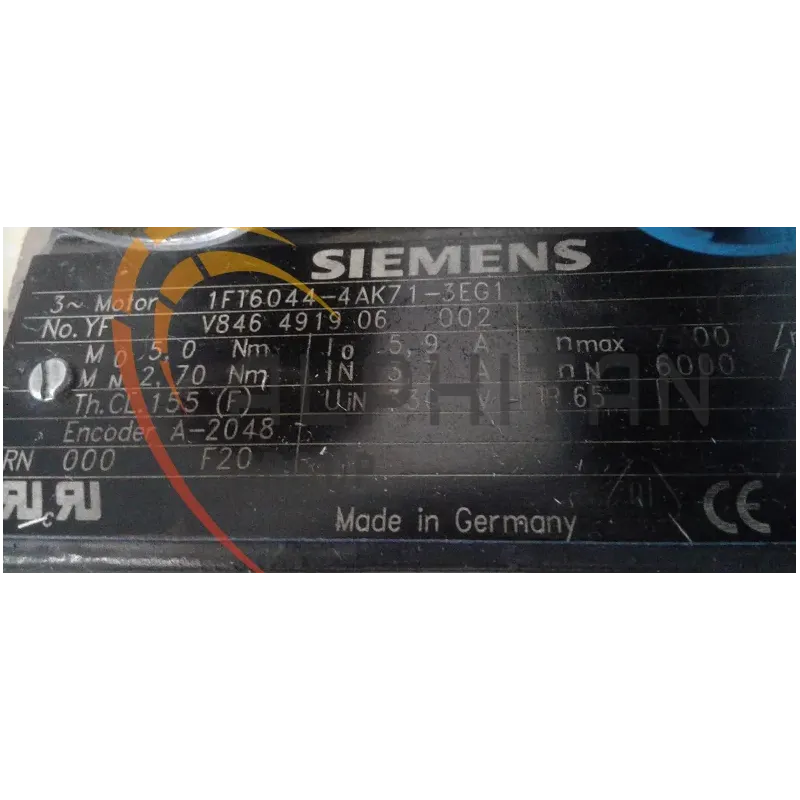 SIEMENS
3~ Motor 1FT6044-4AK71-3EG1
No. YF V846 4919 06 002
M0 5,0 Nm I0 5,9 A nmax 7700 /
MN 2,70 Nm IN A nN 6000 /
Th.CL.155 (F) UIN V IP 65
Encoder A-2048
RN 000 F20
Made in Germany CE
ALPHITAN